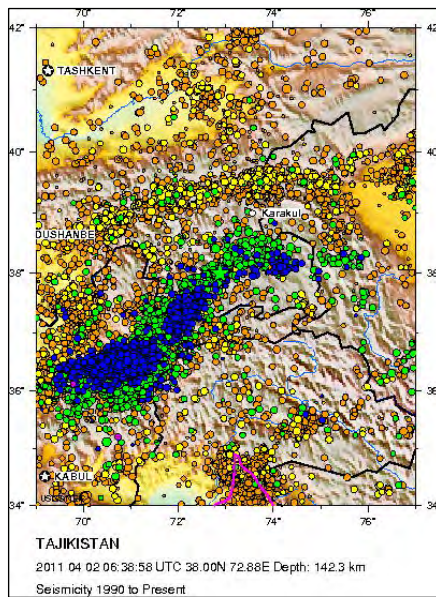 70° 72° 74° 76°
42° 42°
TASHKENT
40° 40°
Karakul
DUSHANBE
38° 38°
36° 36°
KABUL
34° 34°
70° 72° 74° 76°
TAJIKISTAN
2011 04 02 06:38:58 UTC 38.00N 72.88E Depth: 142.3 km
Seismicity 1990 to Present